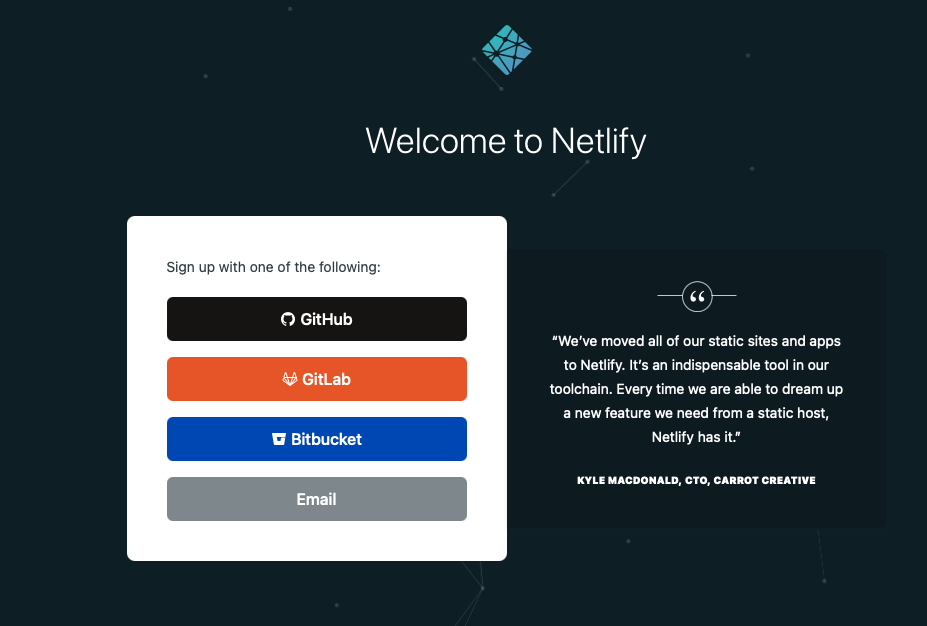 Welcome to Netlify
Sign up with one of the following:
GitHub
GitLab
Bitbucket
Email
“We’ve moved all of our static sites and apps
to Netlify. It’s an indispensable tool in our
toolchain. Every time we are able to dream up
a new feature we need from a static host,
Netlify has it.”
KYLE MACDONALD, CTO, CARROT CREATIVE